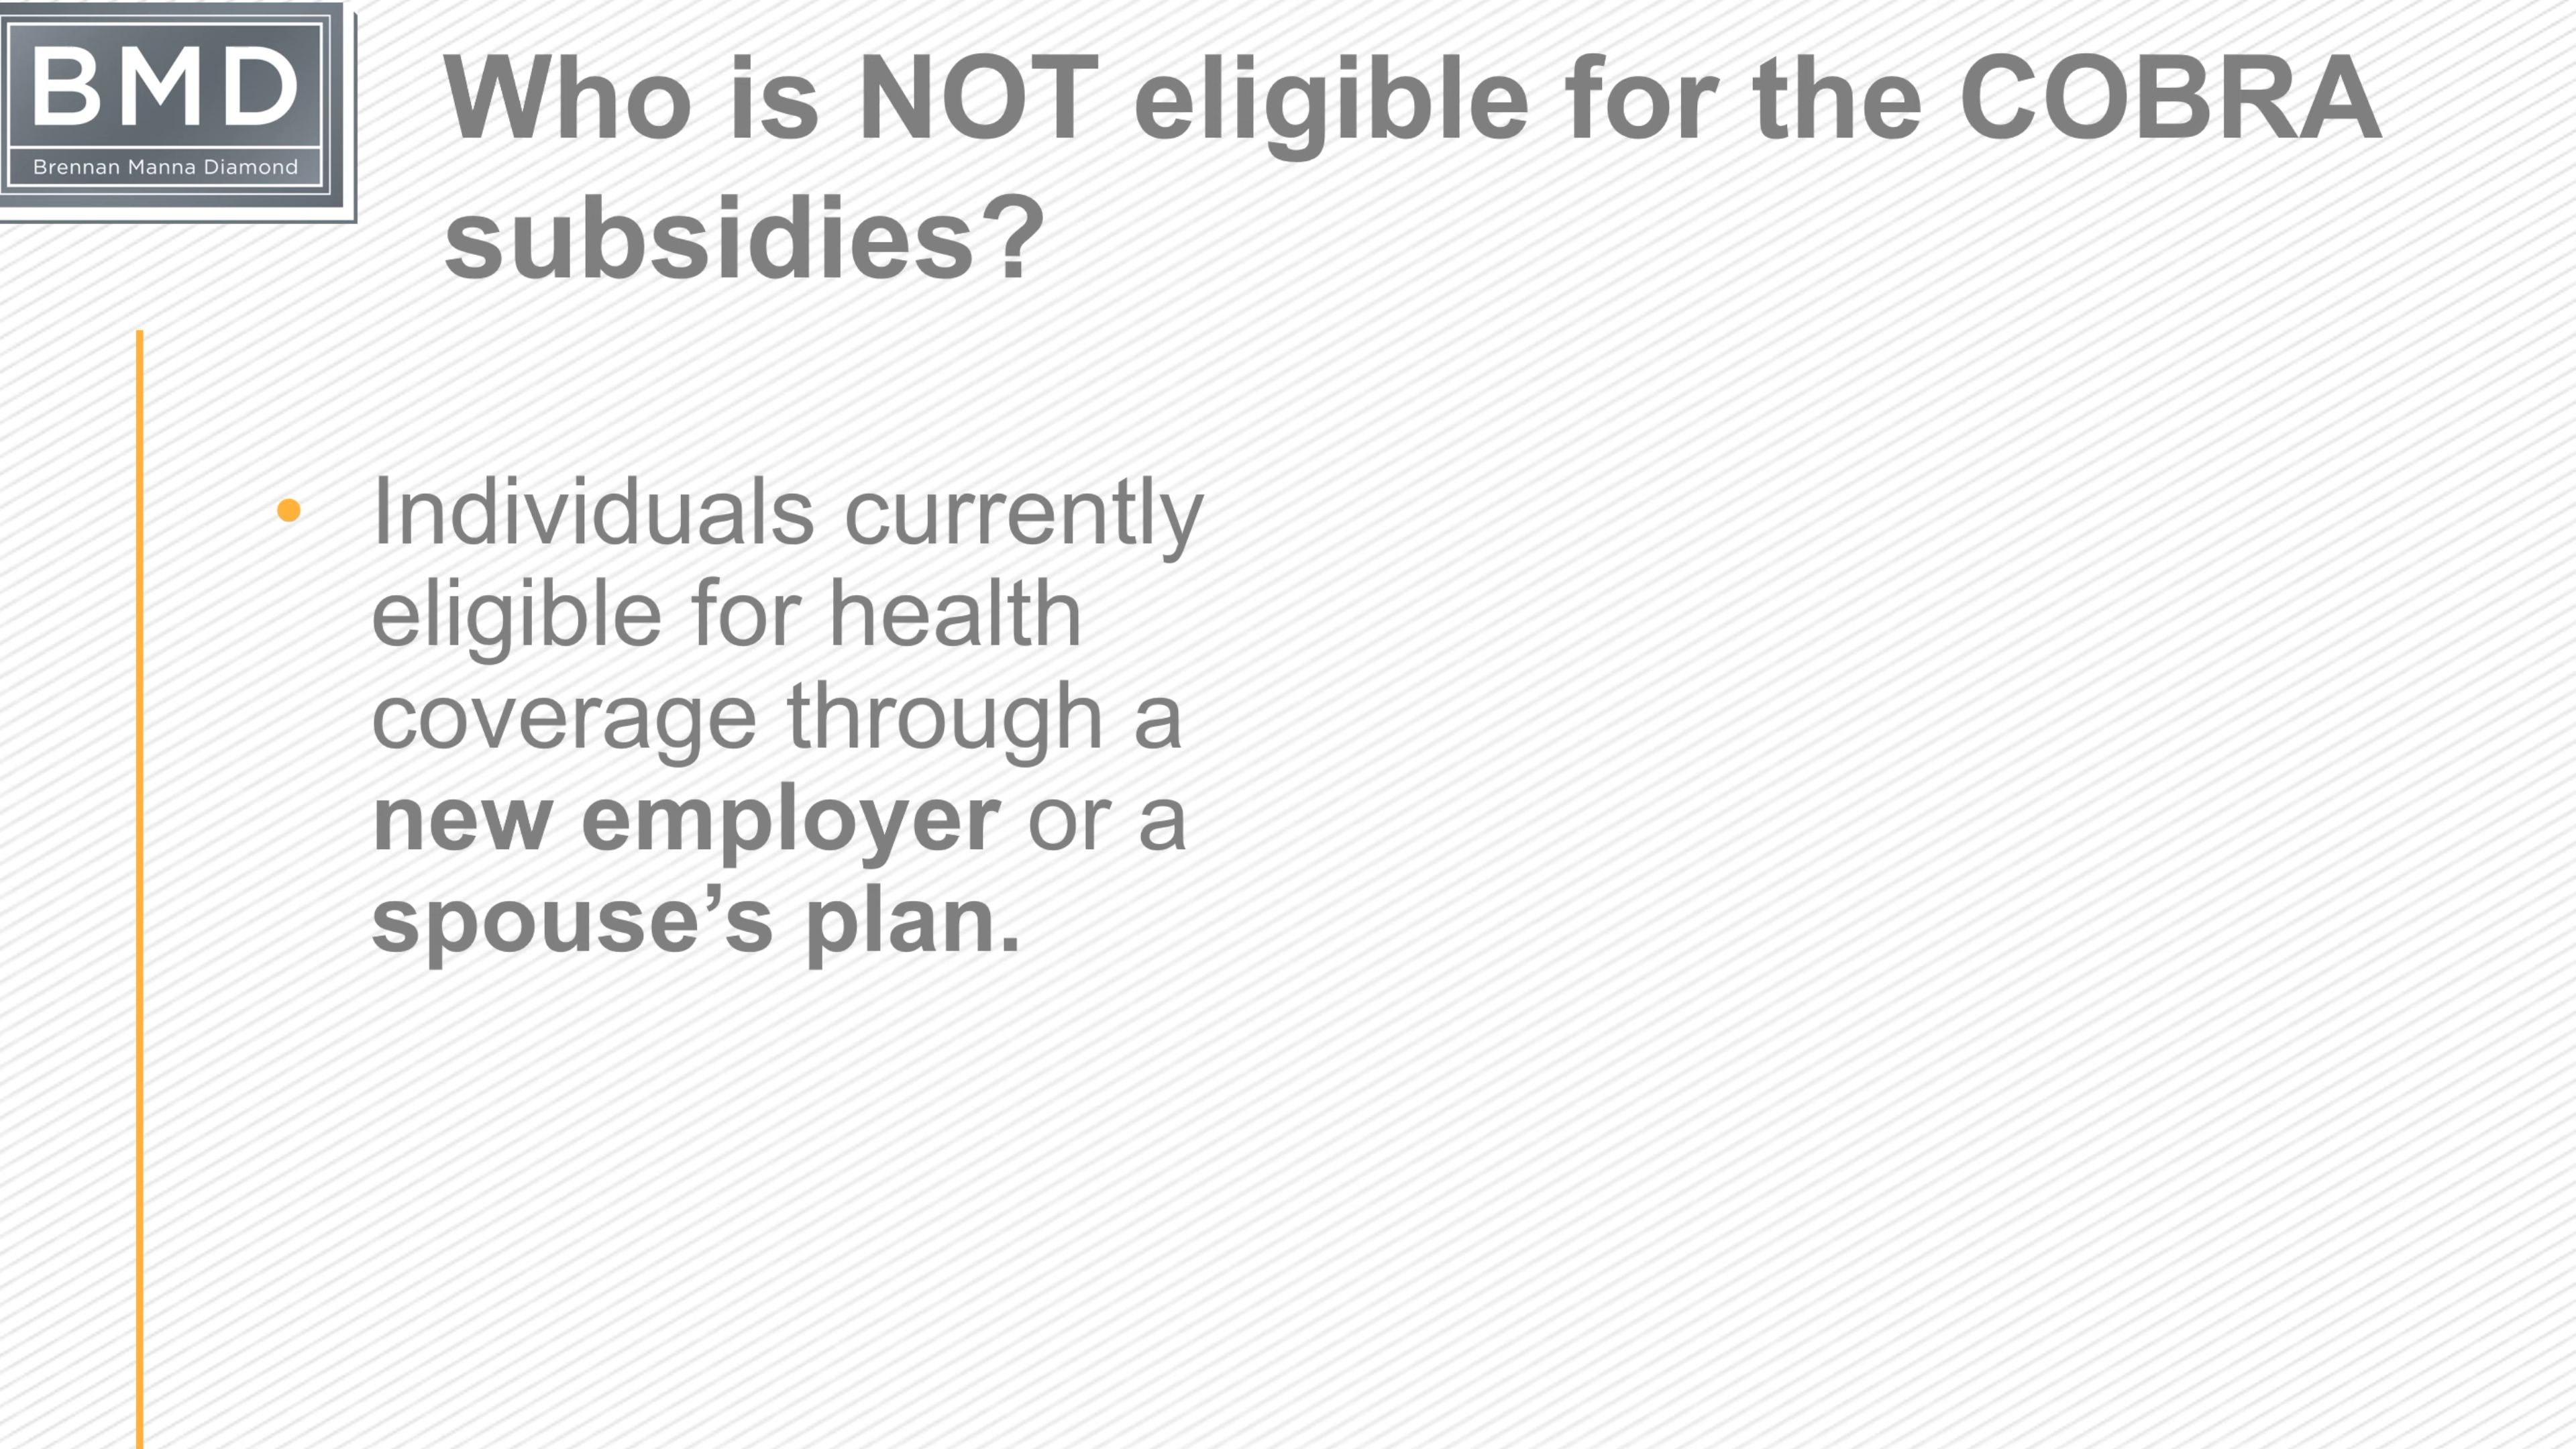 BMD
Brennan Manna Diamond
Who is NOT eligible for the COBRA
subsidies?
• Individuals currently
eligible for health
coverage through a
new employer or a
spouse’s plan.